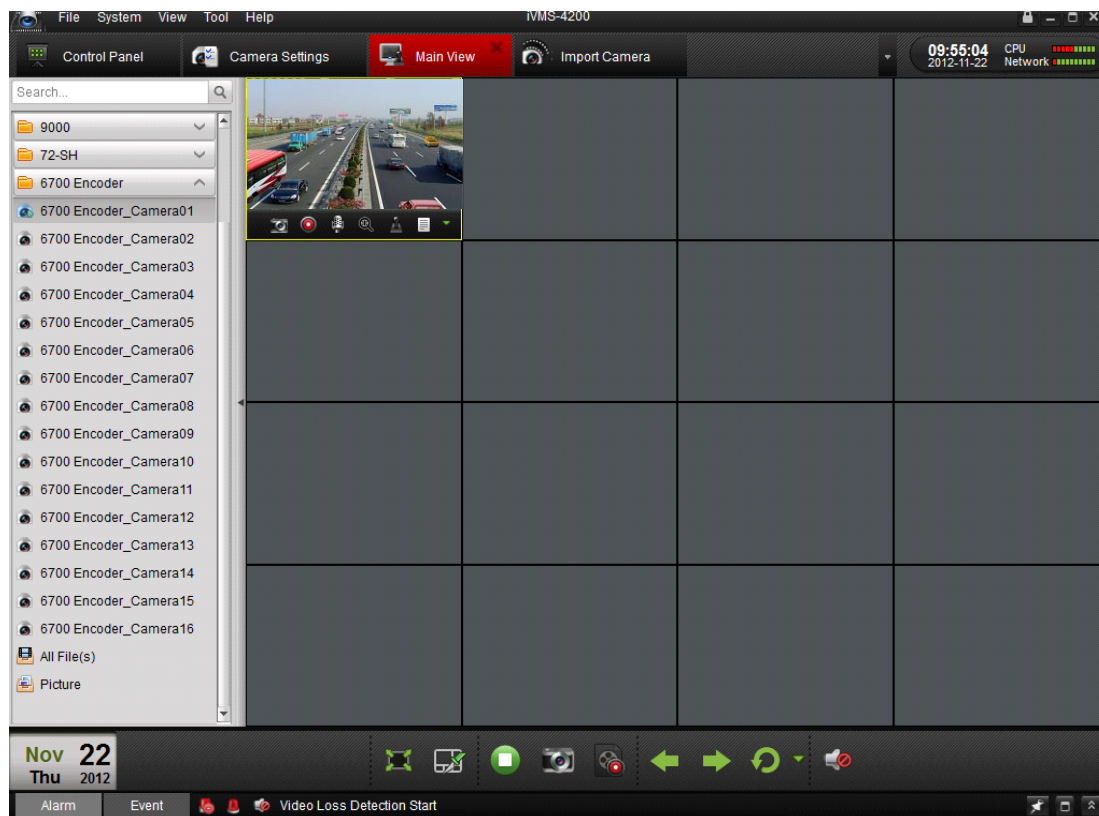 File System View Tool Help iVMS-4200
Control Panel Camera Settings Main View Import Camera 09:55:04 CPU
2012-11-22 Network
Search...
9000
72-SH
6700 Encoder
6700 Encoder_Camera01
6700 Encoder_Camera02
6700 Encoder_Camera03
6700 Encoder_Camera04
6700 Encoder_Camera05
6700 Encoder_Camera06
6700 Encoder_Camera07
6700 Encoder_Camera08
6700 Encoder_Camera09
6700 Encoder_Camera10
6700 Encoder_Camera11
6700 Encoder_Camera12
6700 Encoder_Camera13
6700 Encoder_Camera14
6700 Encoder_Camera15
6700 Encoder_Camera16
All File(s)
Picture
Nov 22
Thu 2012
Alarm Event Video Loss Detection Start